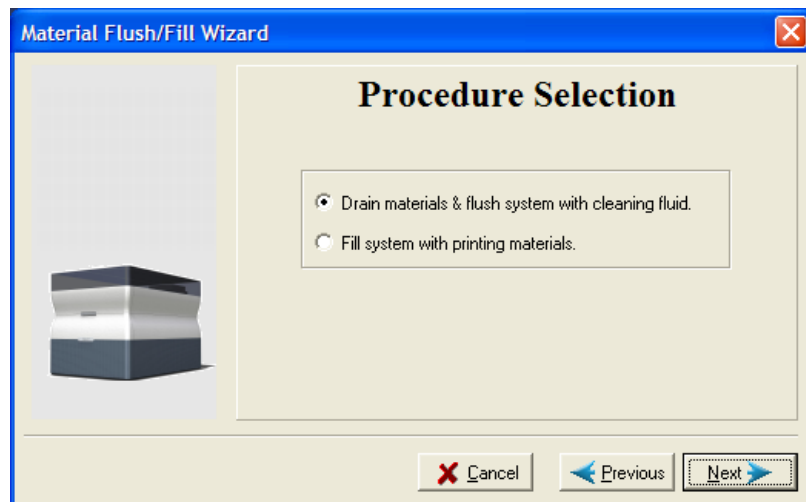 Material Flush/Fill Wizard
Procedure Selection
Drain materials & flush system with cleaning fluid.
Fill system with printing materials.
Cancel
Previous
Next